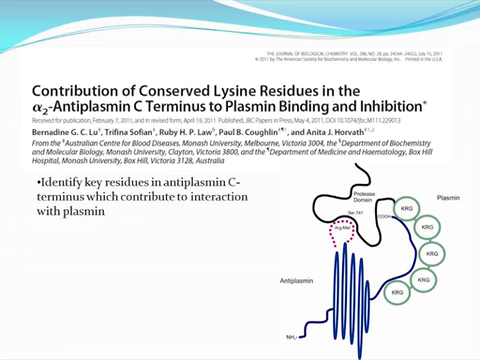 THE JOURNAL OF BIOLOGICAL CHEMISTRY VOL. 286, NO. 28, pp. 24544–24552, July 15, 2011
© 2011 by The American Society for Biochemistry and Molecular Biology, Inc. Printed in the U.S.A.
Contribution of Conserved Lysine Residues in the
α2-Antiplasmin C Terminus to Plasmin Binding and Inhibition*
Received for publication, February 7, 2011, and in revised form, April 19, 2011 Published, JBC Papers in Press, May 4, 2011, DOI 10.1074/jbc.M111.229013
Bernadine G. C. Lu‡, Trifina Sofian‡, Ruby H. P. Law§, Paul B. Coughlin‡¶, and Anita J. Horvath‡1,2
From the ‡Australian Centre for Blood Diseases, Monash University, Melbourne, Victoria 3004, the §Department of Biochemistry
and Molecular Biology, Monash University, Clayton, Victoria 3800, and the ¶Department of Medicine and Haematology, Box Hill
Hospital, Monash University, Box Hill, Victoria 3128, Australia
•Identify key residues in antiplasmin C-
terminus which contribute to interaction
with plasmin
Protease
Domain
Plasmin
KRG
Ser 741
COOH
KRG
Arg-Met
KRG
Antiplasmin
KRG
KRG
NH2